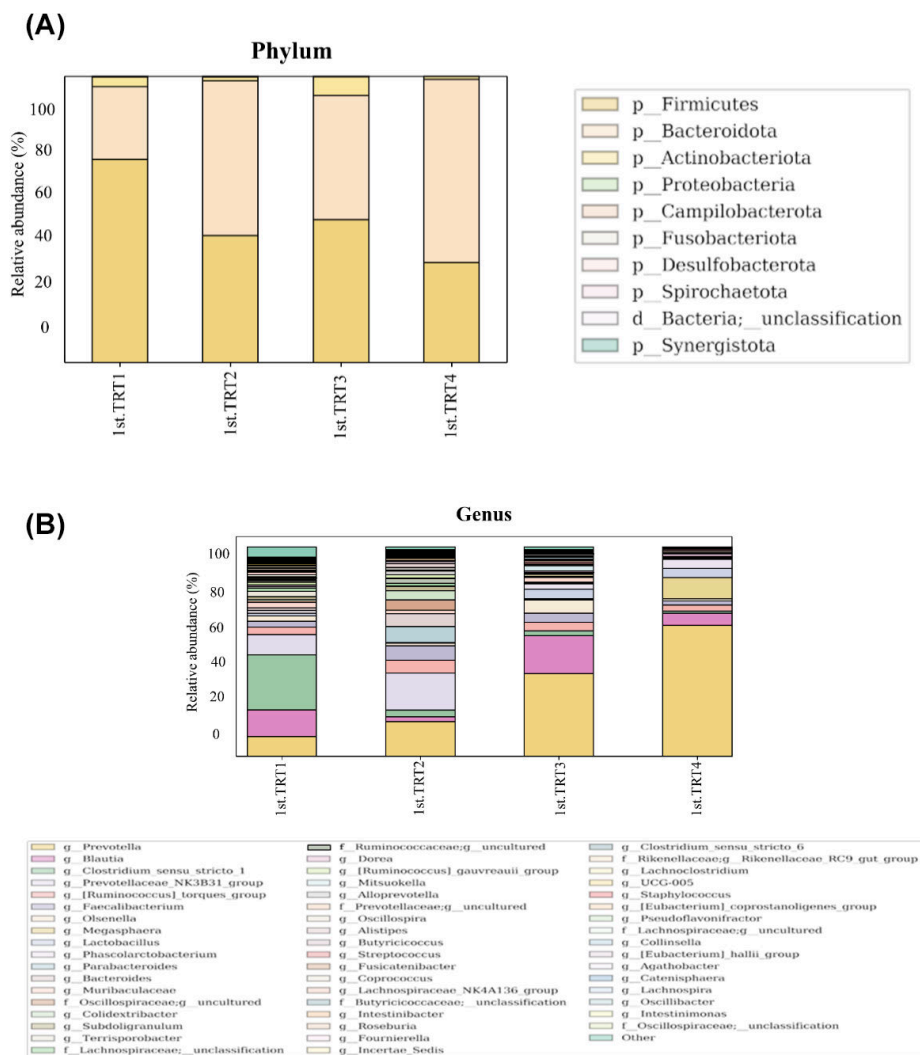 (A)
Phylum
Relative abundance (%)
100
80
60
40
20
0
1st.TRT1
1st.TRT2
1st.TRT3
1st.TRT4
p__Firmicutes
p__Bacteroidota
p__Actinobacteriota
p__Proteobacteria
p__Campilobacterota
p__Fusobacteriota
p__Desulfobacterota
p__Spirochaetota
d__Bacteria;__unclassification
p__Synergistota
(B)
Genus
Relative abundance (%)
100
80
60
40
20
0
1st.TRT1
1st.TRT2
1st.TRT3
1st.TRT4
g__Prevotella
g__Blautia
g__Clostridium_sensu_stricto_1
g__Prevotellaceae_NK3B31_group
g__[Ruminococcus]_torques_group
g__Faecalibacterium
g__Olsenella
g__Megasphaera
g__Lactobacillus
g__Phascolarctobacterium
g__Parabacteroides
g__Bacteroides
g__Muribaculaceae
f__Oscillospiraceae;g__uncultured
g__Colidextribacter
g__Subdoligranulum
g__Terrisporobacter
f__Lachnospiraceae;__unclassification
f__Ruminococcaceae;g__uncultured
g__Dorea
g__[Ruminococcus]_gauvreauii_group
g__Mitsuokella
g__Alloprevotella
f__Prevotellaceae;g__uncultured
g__Oscillospira
g__Alistipes
g__Butyricicoccus
g__Streptococcus
g__Fusicatenibacter
g__Coprococcus
g__Lachnospiraceae_NK4A136_group
f__Butyricicoccaceae;__unclassification
g__Intestinibacter
g__Roseburia
g__Fournierella
g__Incertae_Sedis
g__Clostridium_sensu_stricto_6
f__Rikenellaceae;g__Rikenellaceae_RC9_gut_group
g__Lachnoclostridium
g__UCG-005
g__Staphylococcus
g__[Eubacterium]_coprostanoligenes_group
g__Pseudoflavonifractor
f__Lachnospiraceae;g__uncultured
g__Collinsella
g__[Eubacterium]_hallii_group
g__Agathobacter
g__Catenisphaera
g__Lachnospira
g__Oscillibacter
g__Intestinimonas
f__Oscillospiraceae;__unclassification
Other